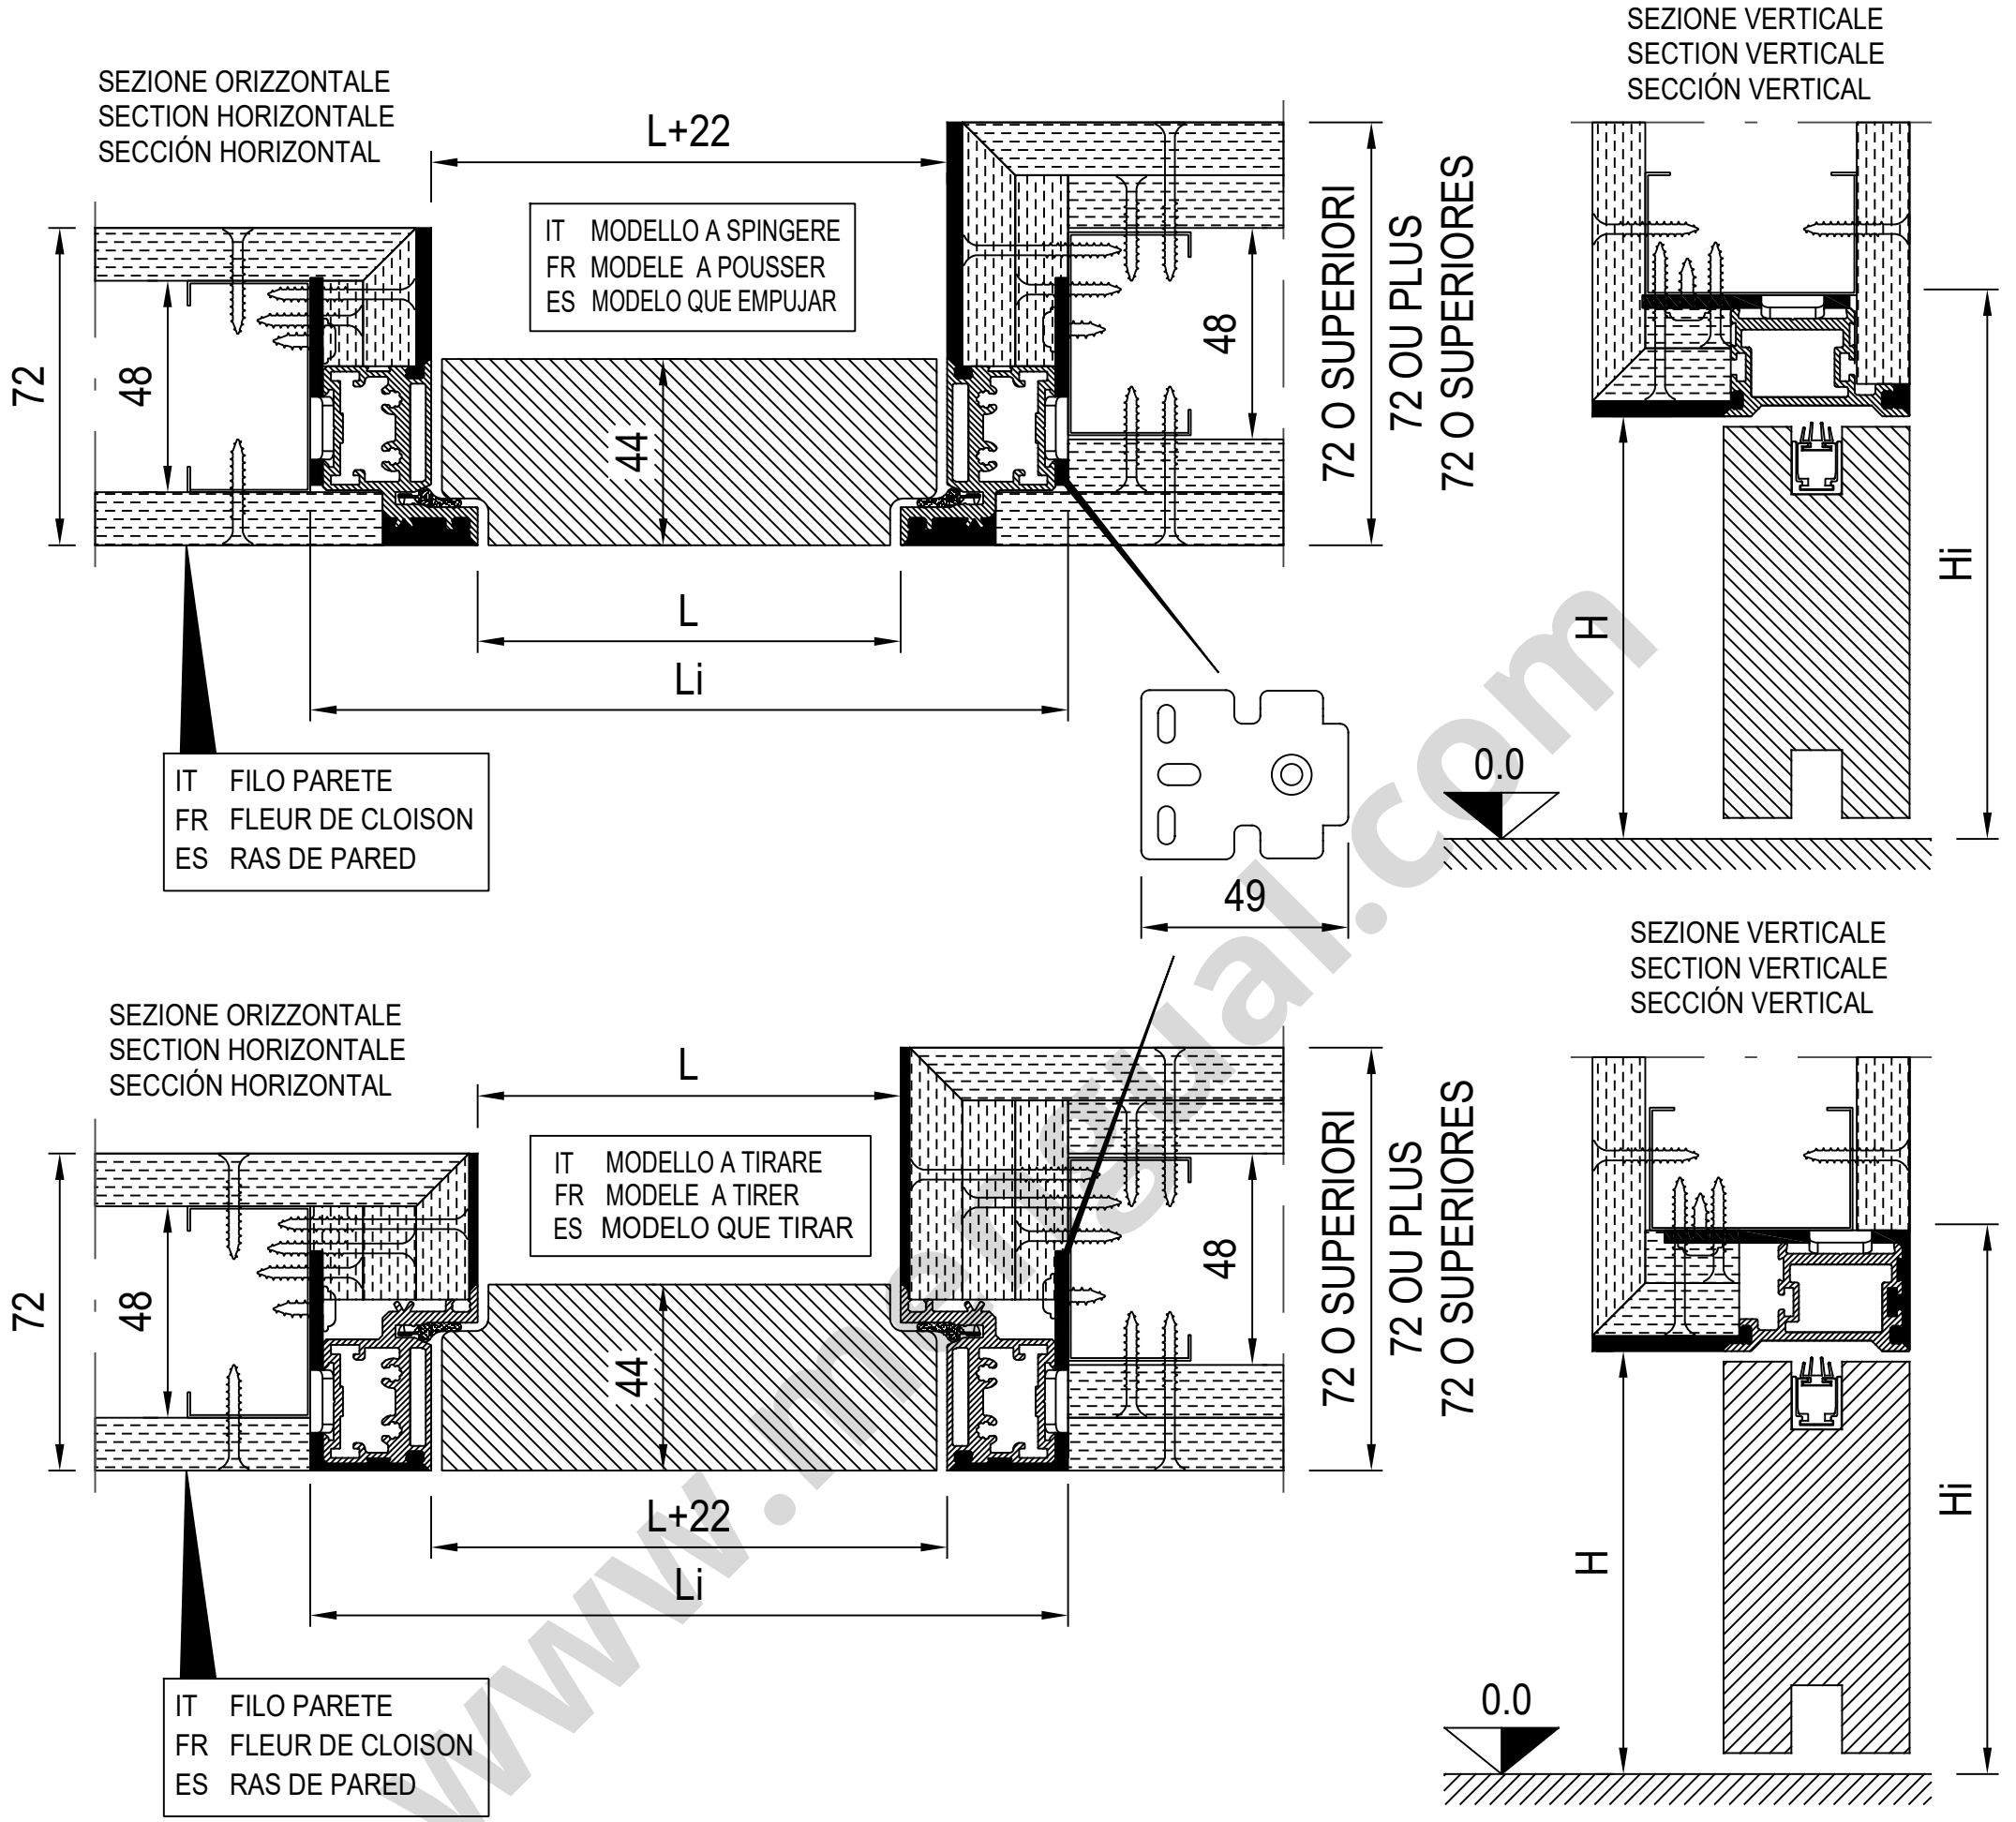 SEZIONE VERTICALE
SECTION VERTICALE
SECCIÓN VERTICAL
SEZIONE ORIZZONTALE
SECTION HORIZONTALE
SECCIÓN HORIZONTAL
L+22
IT MODELLO A SPINGERE
FR MODELE A POUSSER
ES MODELO QUE EMPUJAR
72
48
44
48
72 O SUPERIORI
72 OU PLUS
72 O SUPERIORES
H
Hi
L
Li
0.0
IT FILO PARETE
FR FLEUR DE CLOISON
ES RAS DE PARED
49
SEZIONE VERTICALE
SECTION VERTICALE
SECCIÓN VERTICAL
SEZIONE ORIZZONTALE
SECTION HORIZONTALE
SECCIÓN HORIZONTAL
L
IT MODELLO A TIRARE
FR MODELE A TIRER
ES MODELO QUE TIRAR
72
48
44
48
72 O SUPERIORI
72 OU PLUS
72 O SUPERIORES
H
Hi
L+22
Li
0.0
IT FILO PARETE
FR FLEUR DE CLOISON
ES RAS DE PARED
www.mengual.com